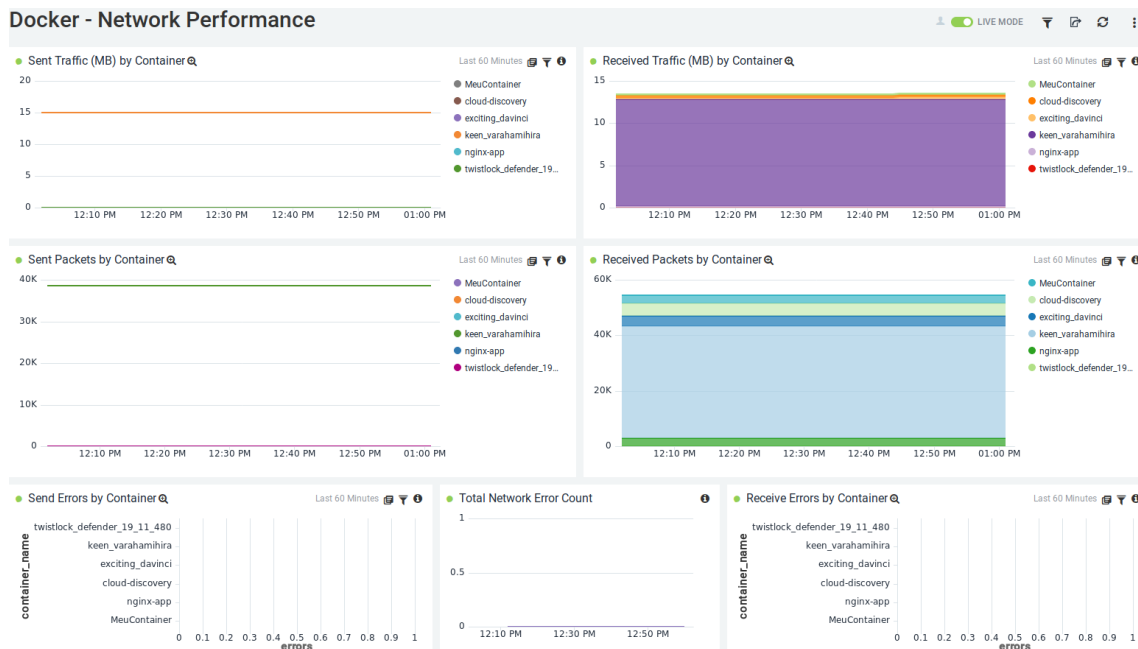 Docker - Network Performance
LIVE MODE
Sent Traffic (MB) by Container
Last 60 Minutes
20
15
10
5
0
12:10 PM 12:20 PM 12:30 PM 12:40 PM 12:50 PM 01:00 PM
MeuContainer
cloud-discovery
exciting_davinci
keen_varahamihira
nginx-app
twistlock_defender_19...
Received Traffic (MB) by Container
Last 60 Minutes
15
10
5
0
12:10 PM 12:20 PM 12:30 PM 12:40 PM 12:50 PM 01:00 PM
MeuContainer
cloud-discovery
exciting_davinci
keen_varahamihira
nginx-app
twistlock_defender_19...
Sent Packets by Container
Last 60 Minutes
40K
30K
20K
10K
0
12:10 PM 12:20 PM 12:30 PM 12:40 PM 12:50 PM 01:00 PM
MeuContainer
cloud-discovery
exciting_davinci
keen_varahamihira
nginx-app
twistlock_defender_19...
Received Packets by Container
Last 60 Minutes
60K
40K
20K
0
12:10 PM 12:20 PM 12:30 PM 12:40 PM 12:50 PM 01:00 PM
MeuContainer
cloud-discovery
exciting_davinci
keen_varahamihira
nginx-app
twistlock_defender_19...
Send Errors by Container
Last 60 Minutes
container_name
twistlock_defender_19_11_480
keen_varahamihira
exciting_davinci
cloud-discovery
nginx-app
MeuContainer
0 0.1 0.2 0.3 0.4 0.5 0.6 0.7 0.8 0.9 1
errors
Total Network Error Count
1
0.5
0
12:10 PM 12:30 PM 12:50 PM
Receive Errors by Container
Last 60 Minutes
container_name
twistlock_defender_19_11_480
keen_varahamihira
exciting_davinci
cloud-discovery
nginx-app
MeuContainer
0 0.1 0.2 0.3 0.4 0.5 0.6 0.7 0.8 0.9 1
errors